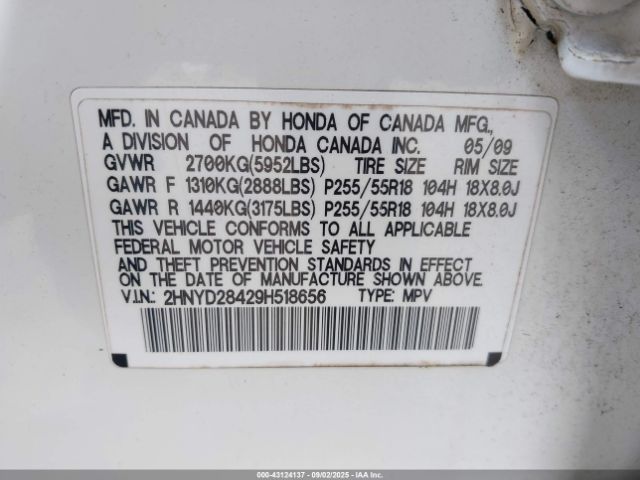 MFD. IN CANADA BY HONDA OF CANADA MFG.,
A DIVISION OF HONDA CANADA INC. 05/09
GVWR 2700KG(5952LBS) TIRE SIZE RIM SIZE
GAWR F 1310KG(2888LBS) P255/55R18 104H 18X8.0J
GAWR R 1440KG(3175LBS) P255/55R18 104H 18X8.0J
THIS VEHICLE CONFORMS TO ALL APPLICABLE
FEDERAL MOTOR VEHICLE SAFETY
AND THEFT PREVENTION STANDARDS IN EFFECT
ON THE DATE OF MANUFACTURE SHOWN ABOVE.
V.I.N.: 2HNYD28429H518656 TYPE: MPV
000-43124137 - 09/02/2025 - IAAI.COM